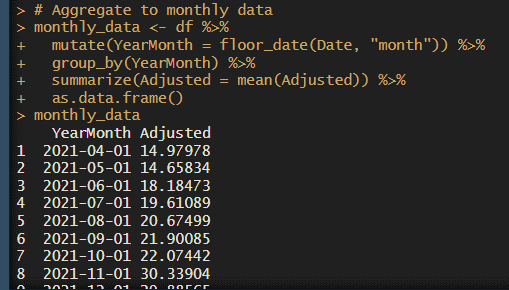 > # Aggregate to monthly data
> monthly_data <- df %>%
+   mutate(YearMonth = floor_date(Date, "month")) %>%
+   group_by(YearMonth) %>%
+   summarize(Adjusted = mean(Adjusted)) %>%
+   as.data.frame()
> monthly_data
YearMonth Adjusted
1 2021-04-01 14.97978
2 2021-05-01 14.65834
3 2021-06-01 18.18473
4 2021-07-01 19.61089
5 2021-08-01 20.67499
6 2021-09-01 21.90085
7 2021-10-01 22.07442
8 2021-11-01 30.33904